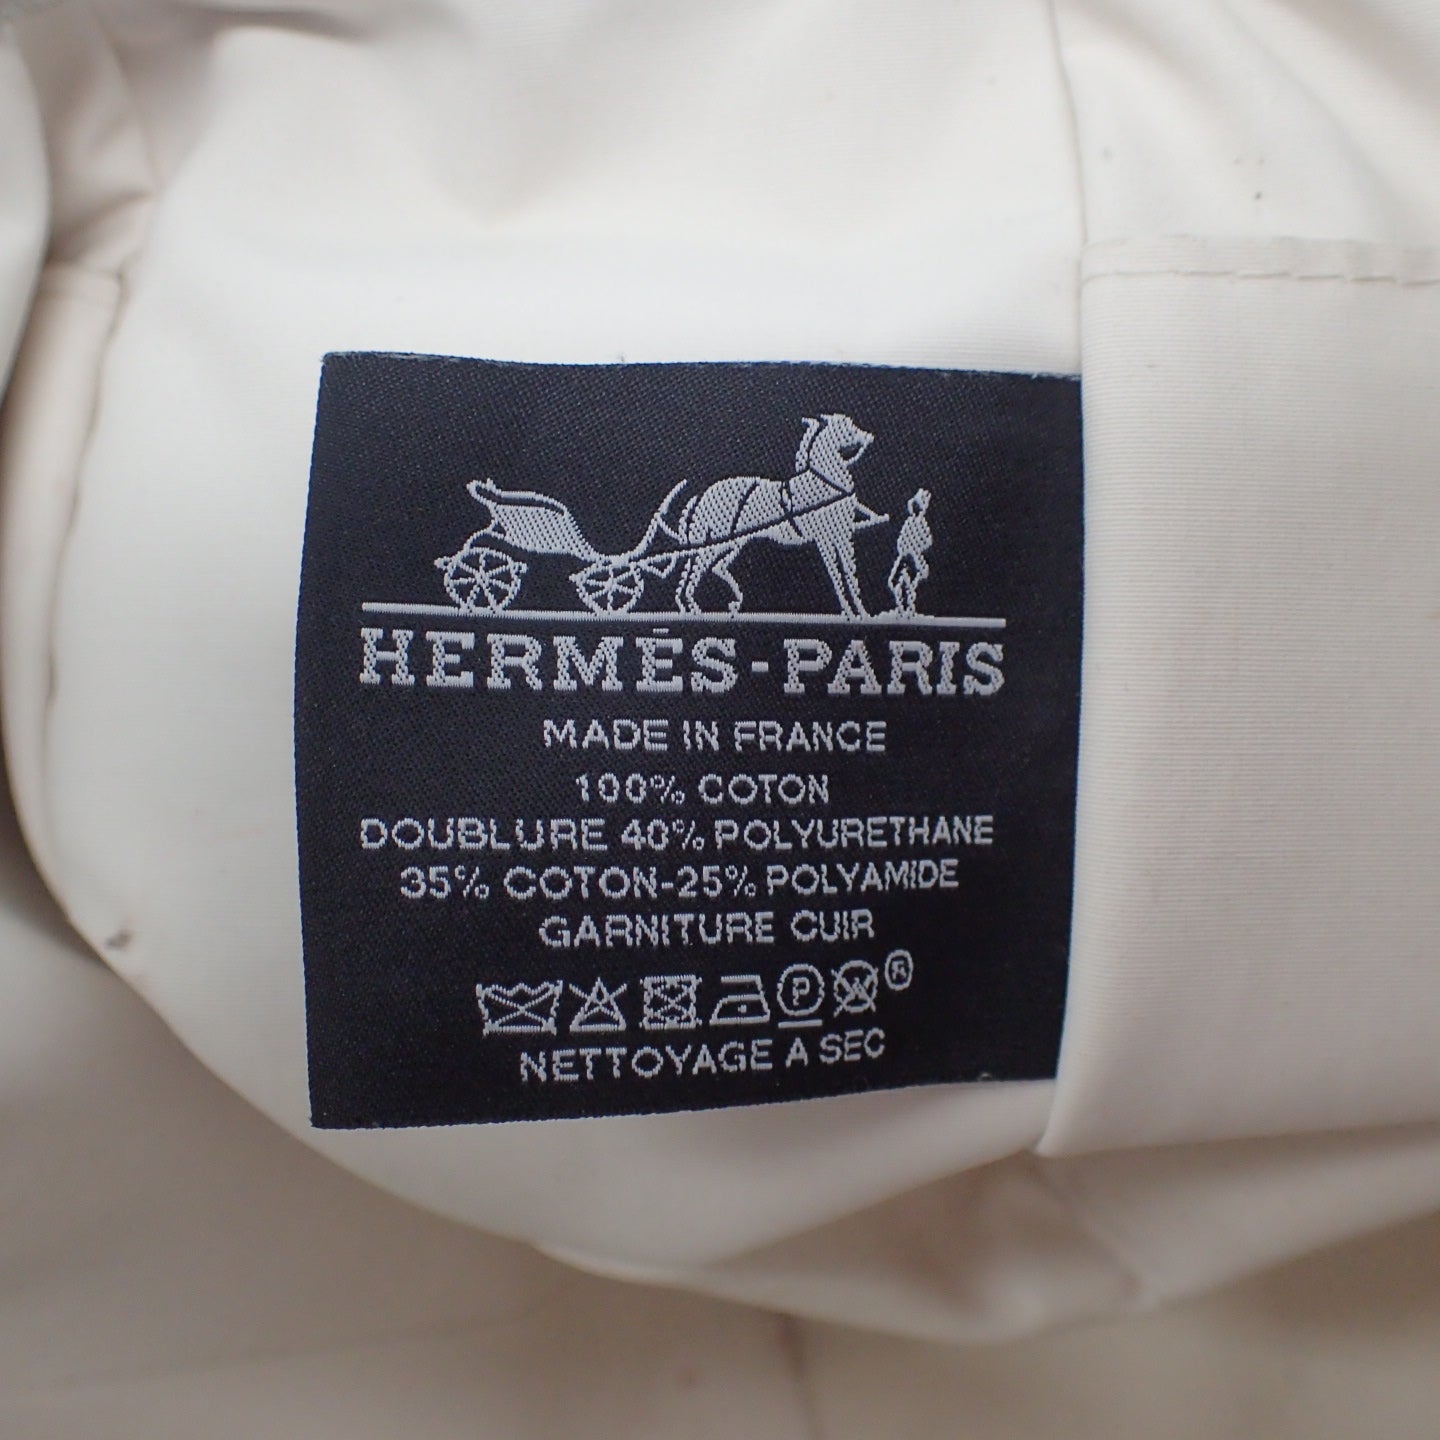 HERMÈS-PARIS
MADE IN FRANCE
100% COTON
DOUBLURE 40% POLYURETHANE
35% COTON-25% POLYAMIDE
GARNITURE CUIR
P W ®
NETTOYAGE A SEC